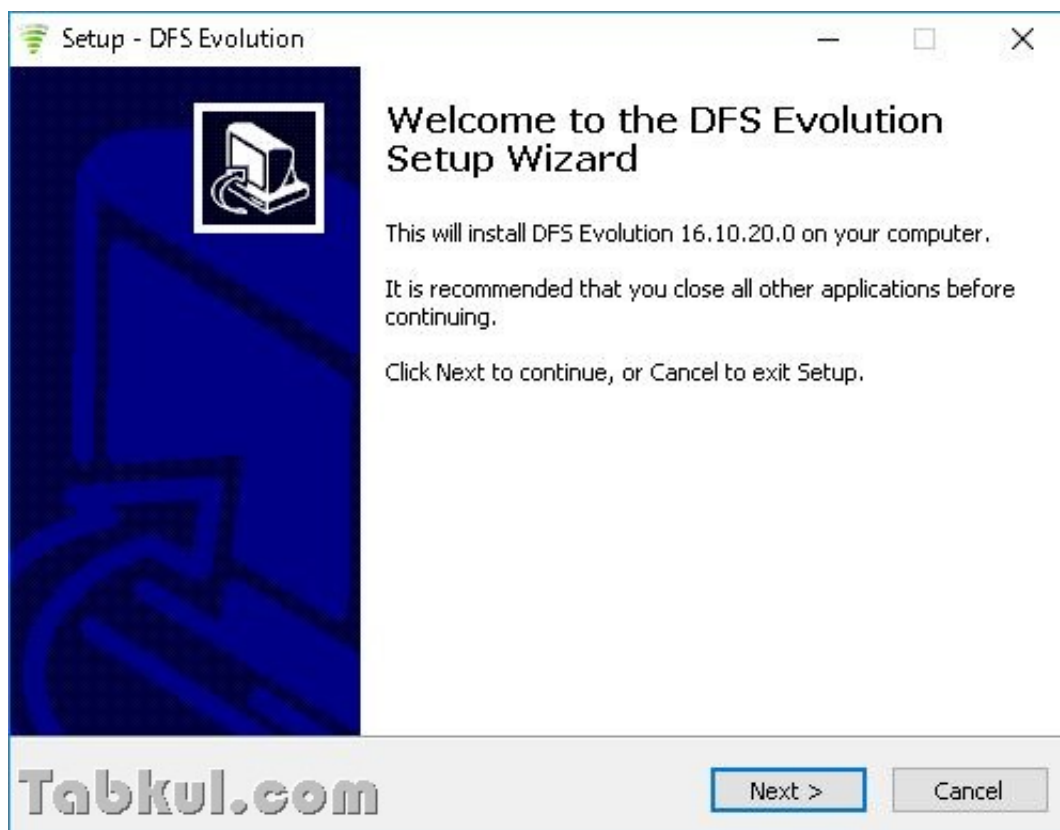 Setup - DFS Evolution
Welcome to the DFS Evolution
Setup Wizard
This will install DFS Evolution 16.10.20.0 on your computer.
It is recommended that you close all other applications before
continuing.
Click Next to continue, or Cancel to exit Setup.
Tabkul.com
Next >
Cancel